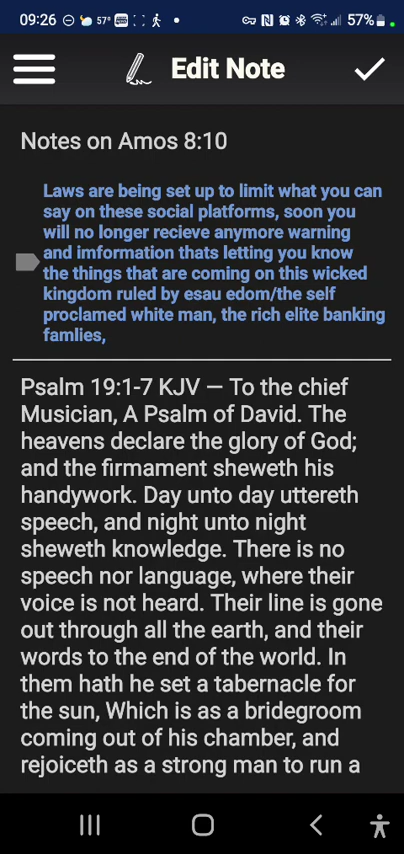 09:26 57° 57%
Edit Note
Notes on Amos 8:10
Laws are being set up to limit what you can
say on these social platforms, soon you
will no longer recieve anymore warning
and imformation thats letting you know
the things that are coming on this wicked
kingdom ruled by esau edom/the self
proclaimed white man, the rich elite banking
famlies,
Psalm 19:1-7 KJV — To the chief
Musician, A Psalm of David. The
heavens declare the glory of God;
and the firmament sheweth his
handywork. Day unto day uttereth
speech, and night unto night
sheweth knowledge. There is no
speech nor language, where their
voice is not heard. Their line is gone
out through all the earth, and their
words to the end of the world. In
them hath he set a tabernacle for
the sun, Which is as a bridegroom
coming out of his chamber, and
rejoiceth as a strong man to run a